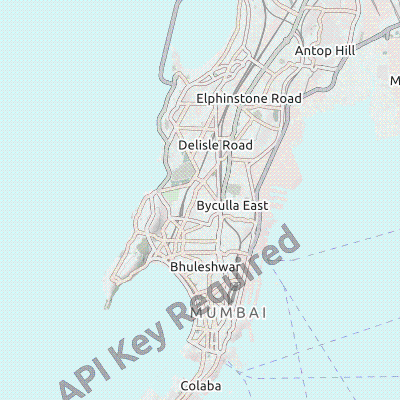 Antop Hill
M
Elphinstone Road
Delisle Road
Byculla East
Bhuleshwar
MUMBAI
Colaba
API Key Required